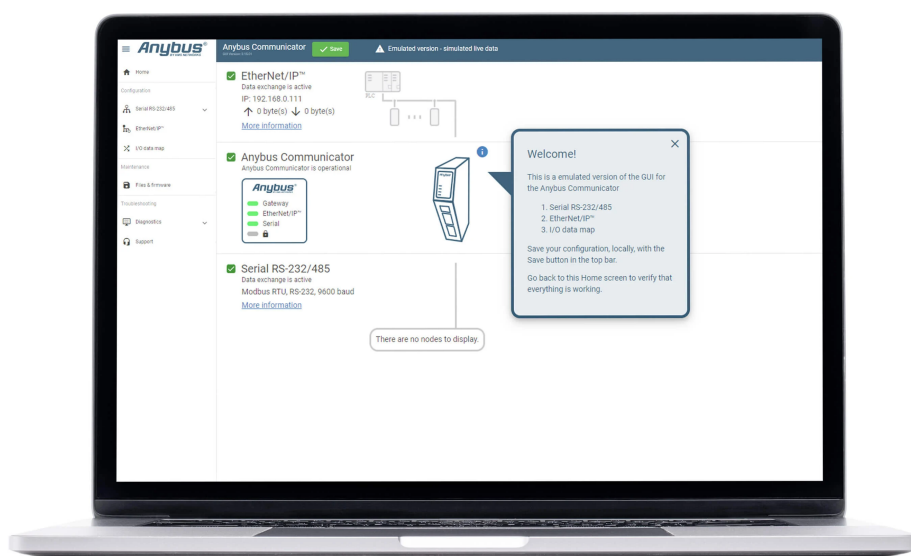 Anybus®
BY HMS NETWORKS
Anybus Communicator
Save
Emulated version - simulated live data
Home
Configuration
Serial RS-232/485
EtherNet/IP™
I/O data map
Maintenance
Files & firmware
Troubleshooting
Diagnostics
Support
EtherNet/IP™
Data exchange is active
IP: 192.168.0.111
↑ 0 byte(s) ↓ 0 byte(s)
More information
Anybus Communicator
Anybus Communicator is operational
Anybus®
Gateway
EtherNet/IP™
Serial
Serial RS-232/485
Data exchange is active
Modbus RTU, RS-232, 9600 baud
More information
There are no nodes to display.
Welcome!
This is a emulated version of the GUI for
the Anybus Communicator
1. Serial RS-232/485
2. EtherNet/IP™
3. I/O data map
Save your configuration, locally, with the
Save button in the top bar.
Go back to this Home screen to verify that
everything is working.